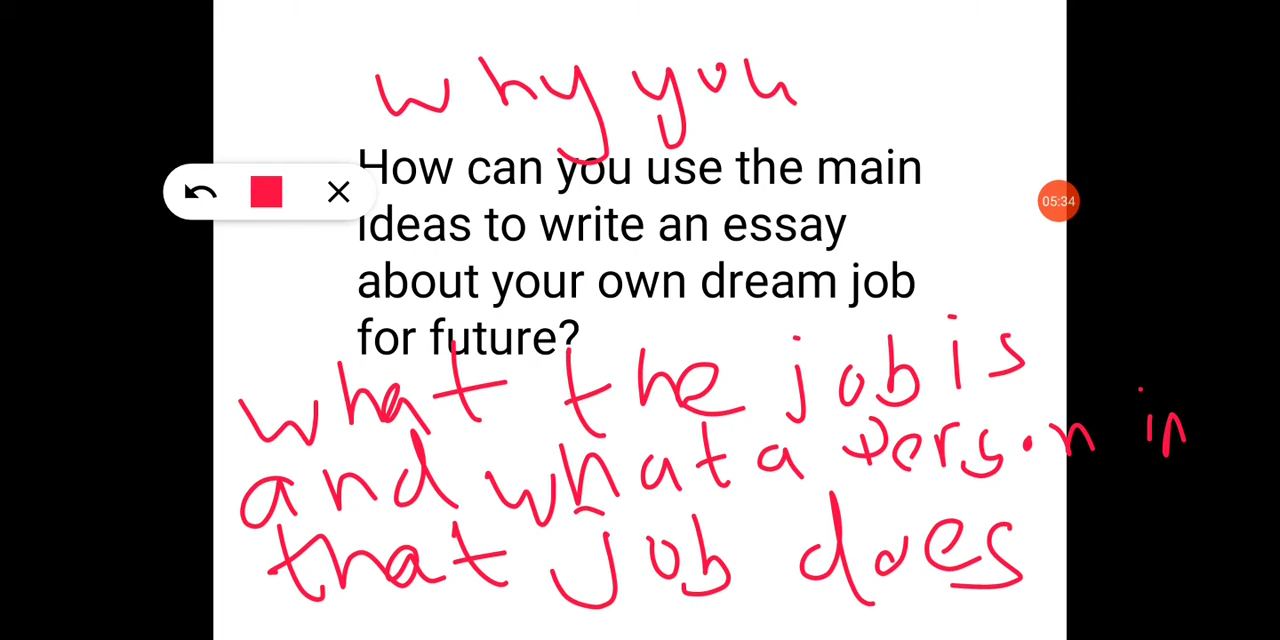 why you
How can you use the main
ideas to write an essay
05:34
about your own dream job
for future?
what the job is
and what a person in
that job does